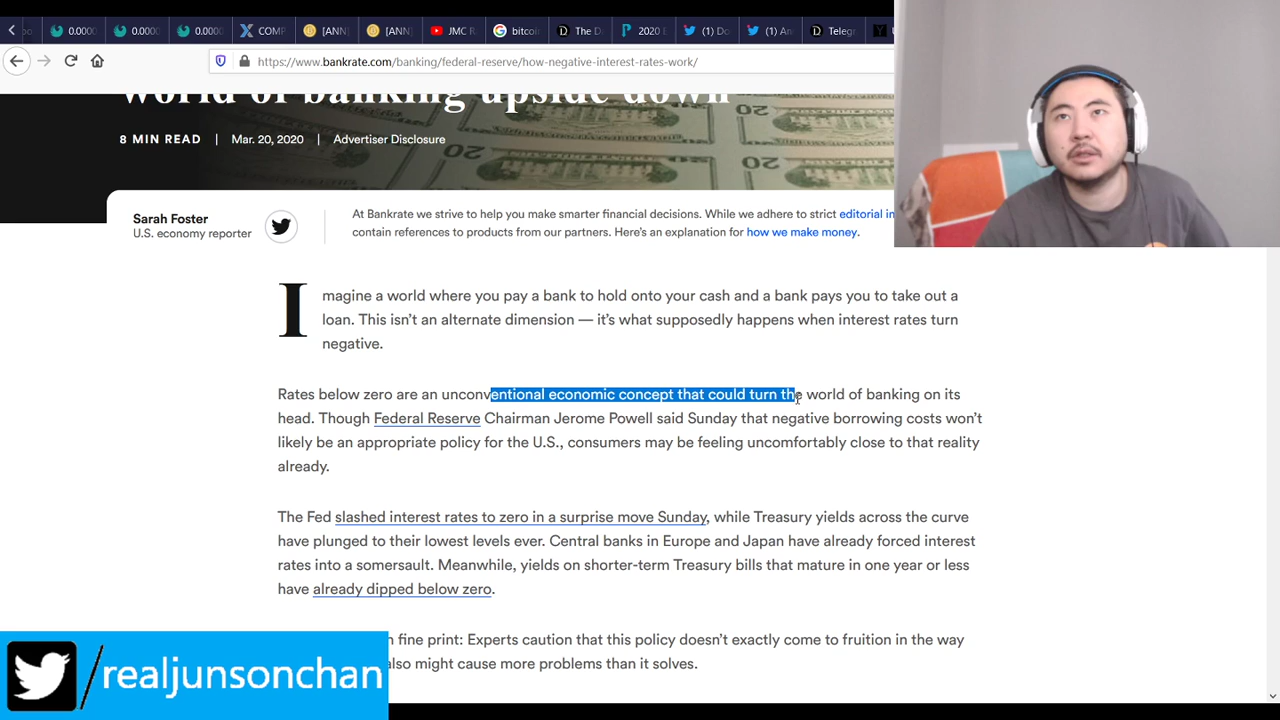 0.0000
0.0000
0.0000
COMP
[ANN]
[ANN]
JMC R
bitcoi
The D
2020 E
(1) Do
(1) An
Telegr
https://www.bankrate.com/banking/federal-reserve/how-negative-interest-rates-work/
world of banking upside down
8 MIN READ | Mar. 20, 2020 | Advertiser Disclosure
20
20
20
Sarah Foster
U.S. economy reporter
At Bankrate we strive to help you make smarter financial decisions. While we adhere to strict editorial in
contain references to products from our partners. Here's an explanation for how we make money.
Imagine a world where you pay a bank to hold onto your cash and a bank pays you to take out a
loan. This isn't an alternate dimension — it's what supposedly happens when interest rates turn
negative.
Rates below zero are an unconventional economic concept that could turn the world of banking on its
head. Though Federal Reserve Chairman Jerome Powell said Sunday that negative borrowing costs won't
likely be an appropriate policy for the U.S., consumers may be feeling uncomfortably close to that reality
already.
The Fed slashed interest rates to zero in a surprise move Sunday, while Treasury yields across the curve
have plunged to their lowest levels ever. Central banks in Europe and Japan have already forced interest
rates into a somersault. Meanwhile, yields on shorter-term Treasury bills that mature in one year or less
have already dipped below zero.
n fine print: Experts caution that this policy doesn't exactly come to fruition in the way
also might cause more problems than it solves.
/realjunsonchan